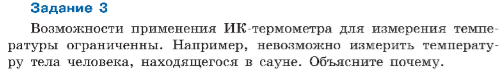 Задание 3
Возможности применения ИК-термометра для измерения темпе-
ратуры ограниченны. Например, невозможно измерить температу-
ру тела человека, находящегося в сауне. Объясните почему.